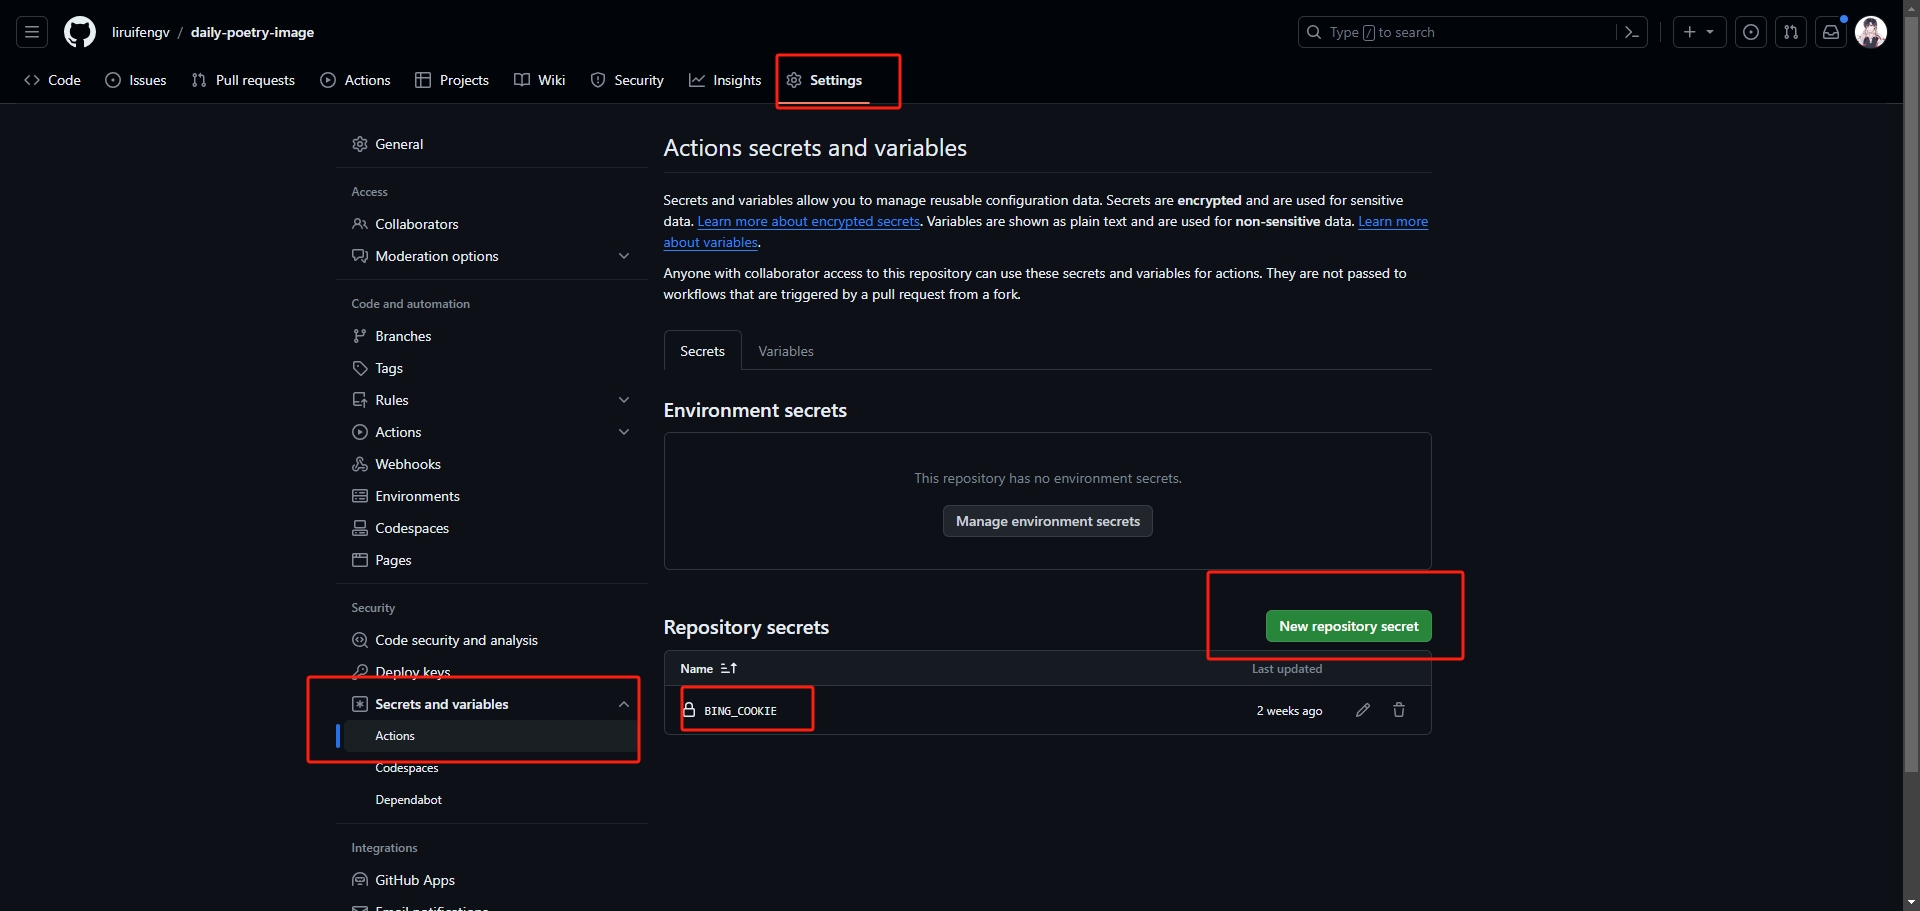 liruifengv / daily-poetry-image
Type / to search
Code
Issues
Pull requests
Actions
Projects
Wiki
Security
Insights
Settings
General
Access
Collaborators
Moderation options
Code and automation
Branches
Tags
Rules
Actions
Webhooks
Environments
Codespaces
Pages
Security
Code security and analysis
Deploy keys
Secrets and variables
Actions
Codespaces
Dependabot
Integrations
GitHub Apps
Email notifications
Actions secrets and variables
Secrets and variables allow you to manage reusable configuration data. Secrets are encrypted and are used for sensitive
data. Learn more about encrypted secrets. Variables are shown as plain text and are used for non-sensitive data. Learn more
about variables.
Anyone with collaborator access to this repository can use these secrets and variables for actions. They are not passed to
workflows that are triggered by a pull request from a fork.
Secrets
Variables
Environment secrets
This repository has no environment secrets.
Manage environment secrets
Repository secrets
New repository secret
Name
Last updated
BING_COOKIE
2 weeks ago